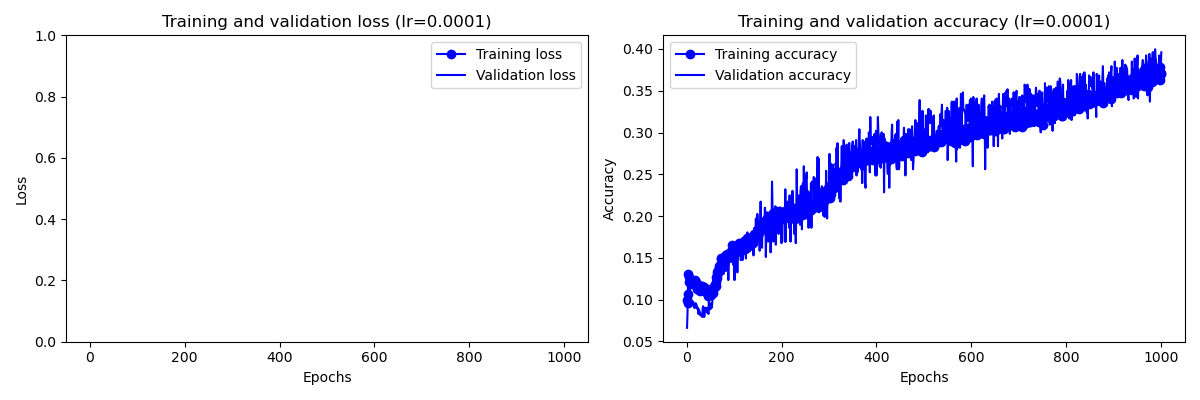 Training and validation loss (lr=0.0001)
1.0
0.8
0.6
0.4
0.2
0.0
Loss
Training loss
Validation loss
0 200 400 600 800 1000
Epochs
Training and validation accuracy (lr=0.0001)
0.40
0.35
0.30
0.25
0.20
0.15
0.10
0.05
Accuracy
Training accuracy
Validation accuracy
0 200 400 600 800 1000
Epochs